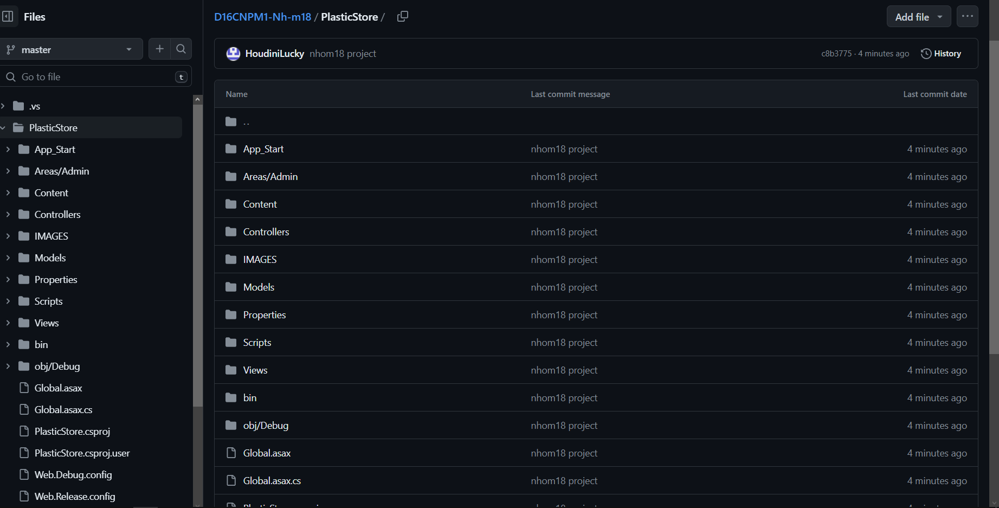 Files
master
Go to file
t
.vs
PlasticStore
App_Start
Areas/Admin
Content
Controllers
IMAGES
Models
Properties
Scripts
Views
bin
obj/Debug
Global.asax
Global.asax.cs
PlasticStore.csproj
PlasticStore.csproj.user
Web.Debug.config
Web.Release.config
D16CNPM1-Nh-m18 / PlasticStore /
Add file
HoudiniLucky nhom18 project c8b3775 · 4 minutes ago History
Name Last commit message Last commit date
..
App_Start nhom18 project 4 minutes ago
Areas/Admin nhom18 project 4 minutes ago
Content nhom18 project 4 minutes ago
Controllers nhom18 project 4 minutes ago
IMAGES nhom18 project 4 minutes ago
Models nhom18 project 4 minutes ago
Properties nhom18 project 4 minutes ago
Scripts nhom18 project 4 minutes ago
Views nhom18 project 4 minutes ago
bin nhom18 project 4 minutes ago
obj/Debug nhom18 project 4 minutes ago
Global.asax nhom18 project 4 minutes ago
Global.asax.cs nhom18 project 4 minutes ago